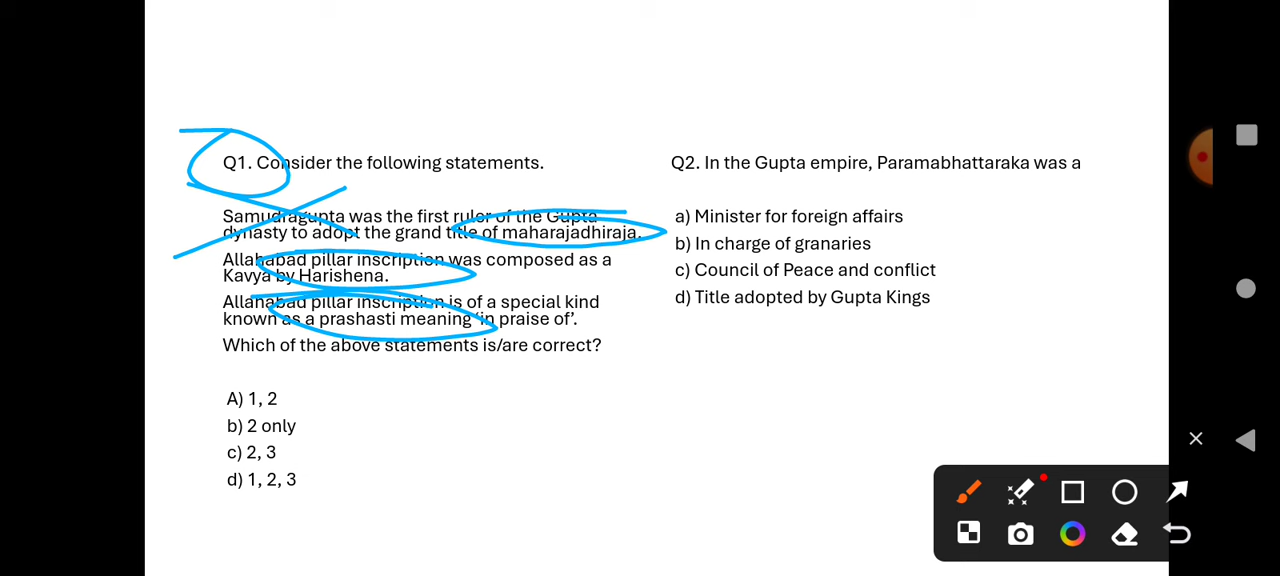 Q1. Consider the following statements.
Samudragupta was the first ruler of the Gupta
dynasty to adopt the grand title of maharajadhiraja.
Allahabad pillar inscription was composed as a
Kavya by Harishena.
Allahabad pillar inscription is of a special kind
known as a prashasti meaning ‘in praise of’.
Which of the above statements is/are correct?
A) 1, 2
b) 2 only
c) 2, 3
d) 1, 2, 3
Q2. In the Gupta empire, Paramabhattaraka was a
a) Minister for foreign affairs
b) In charge of granaries
c) Council of Peace and conflict
d) Title adopted by Gupta Kings